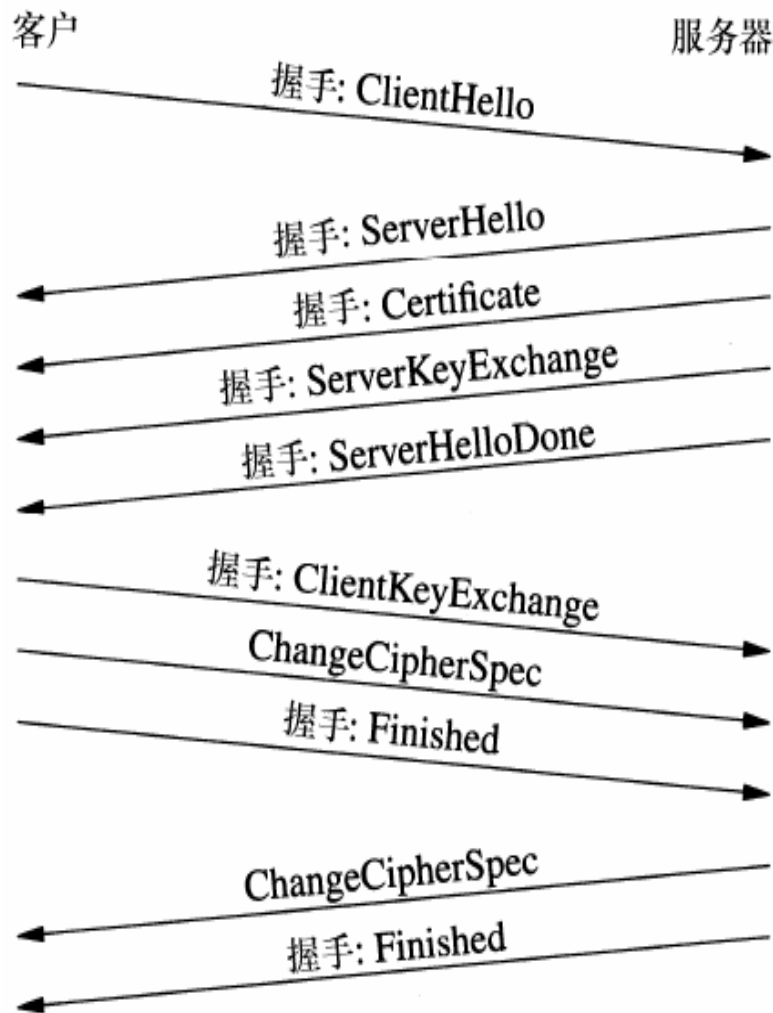 客户
服务器
握手: ClientHello
握手: ServerHello
握手: Certificate
握手: ServerKeyExchange
握手: ServerHelloDone
握手: ClientKeyExchange
ChangeCipherSpec
握手: Finished
ChangeCipherSpec
握手: Finished